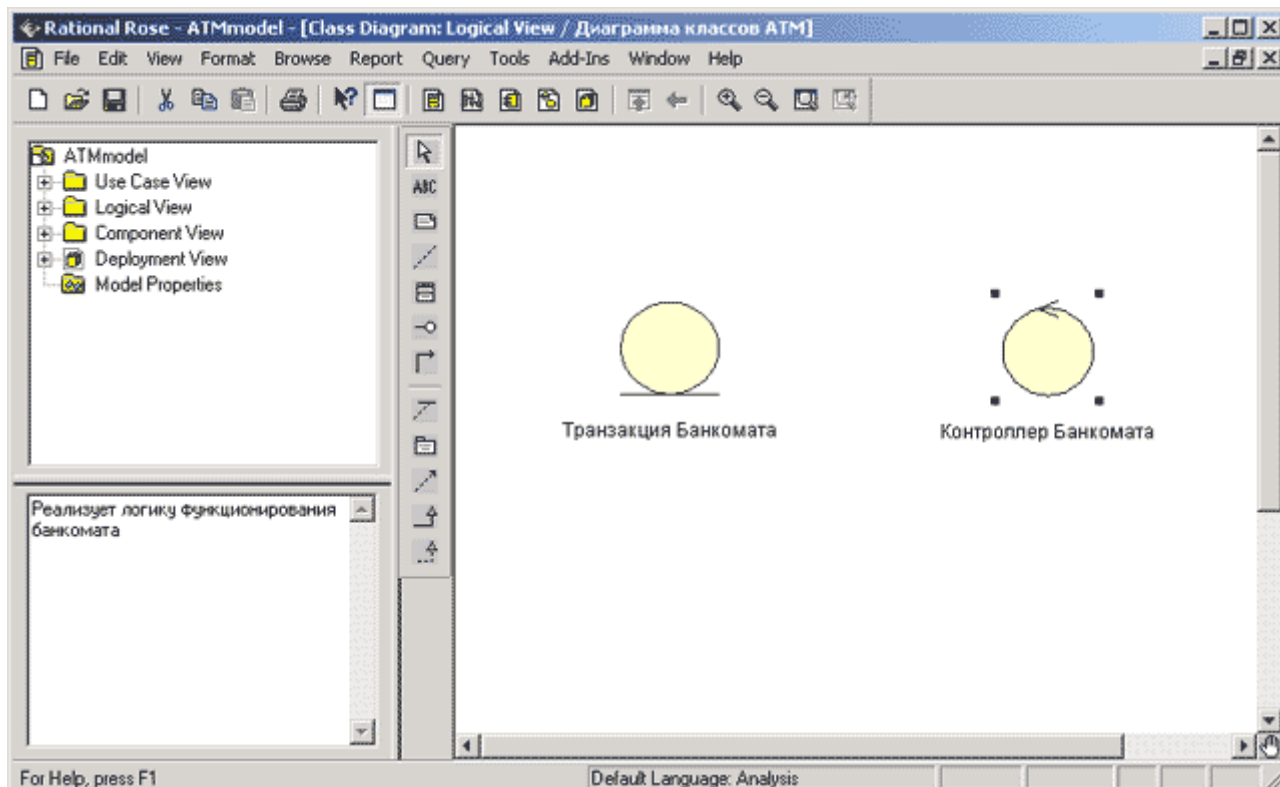 Rational Rose - ATMmodel - [Class Diagram: Logical View / Диаграмма классов ATM]
File Edit View Format Browse Report Query Tools Add-Ins Window Help
ATMmodel
Use Case View
Logical View
Component View
Deployment View
Model Properties
ABC
Транзакция Банкомата
Контроллер Банкомата
Реализует логику функционирования
банкомата
For Help, press F1
Default Language: Analysis